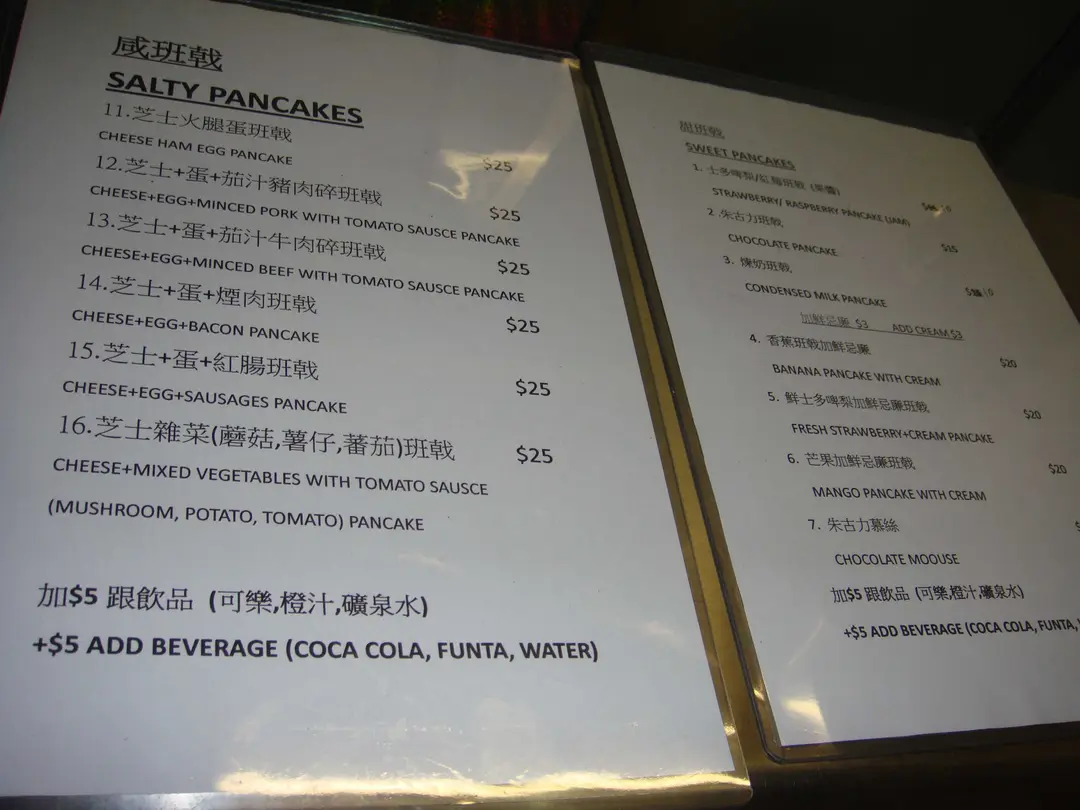 咸班戟
SALTY PANCAKES
11.芝士火腿蛋班戟
CHEESE HAM EGG PANCAKE $25
12.芝士+蛋+茄汁豬肉碎班戟
CHEESE+EGG+MINCED PORK WITH TOMATO SAUSCE PANCAKE $25
13.芝士+蛋+茄汁牛肉碎班戟 $25
CHEESE+EGG+MINCED BEEF WITH TOMATO SAUSCE PANCAKE
14.芝士+蛋+煙肉班戟 $25
CHEESE+EGG+BACON PANCAKE
15.芝士+蛋+紅腸班戟 $25
CHEESE+EGG+SAUSAGES PANCAKE
16.芝士雜菜(蘑菇,薯仔,蕃茄)班戟 $25
CHEESE+MIXED VEGETABLES WITH TOMATO SAUSCE
(MUSHROOM, POTATO, TOMATO) PANCAKE
加$5 跟飲品 (可樂,橙汁,礦泉水)
+$5 ADD BEVERAGE (COCA COLA, FUNTA, WATER)
甜班戟
SWEET PANCAKES
1. 士多啤梨/紅莓班戟 (果醬)
STRAWBERRY/ RASPBERRY PANCAKE (JAM)
2 .朱古力班戟 $15
CHOCOLATE PANCAKE
3. 煉奶班戟
CONDENSED MILK PANCAKE
加鮮忌廉 $3 ADD CREAM $3
4. 香蕉班戟加鮮忌廉 $20
BANANA PANCAKE WITH CREAM
5. 鮮士多啤梨加鮮忌廉班戟 $20
FRESH STRAWBERRY+CREAM PANCAKE
6. 芒果加鮮忌廉班戟 $20
MANGO PANCAKE WITH CREAM
7. 朱古力慕絲 $
CHOCOLATE MOOUSE
加$5 跟飲品 (可樂,橙汁,礦泉水)
+$5 ADD BEVERAGE (COCA COLA, FUNTA,